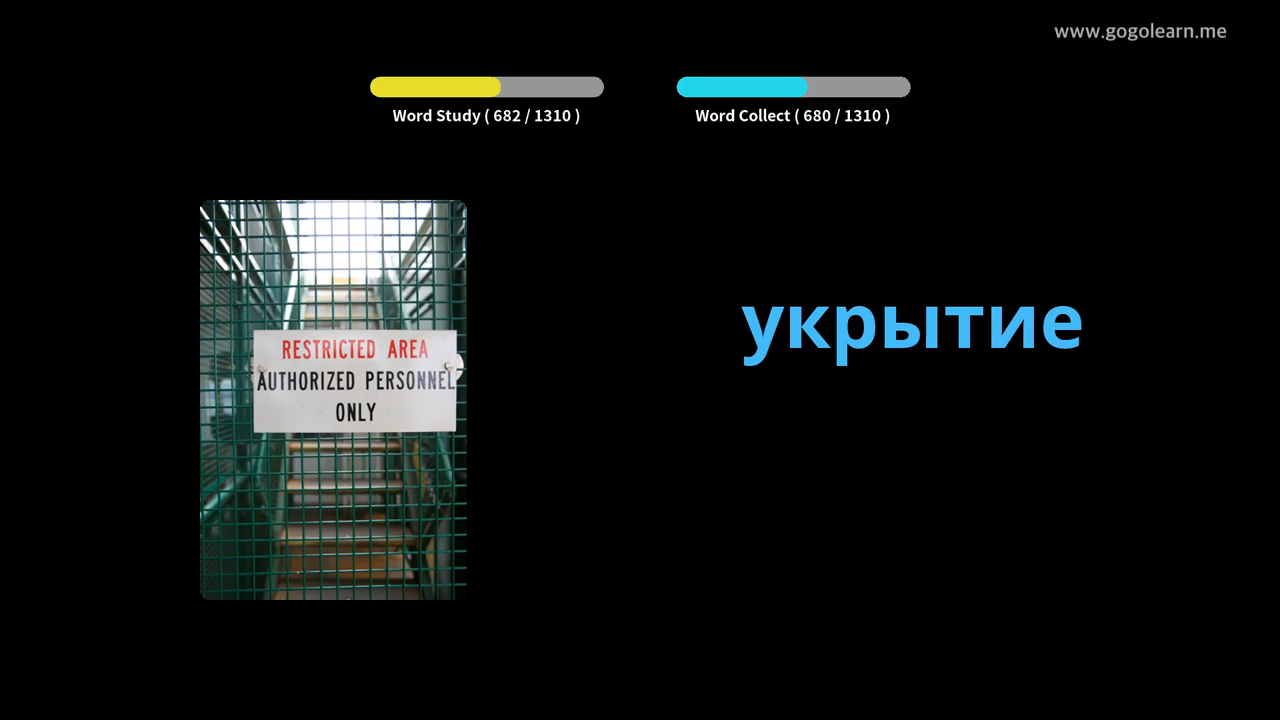 www.gogolearn.me
Word Study ( 682 / 1310 )
Word Collect ( 680 / 1310 )
RESTRICTED AREA
AUTHORIZED PERSONNEL
ONLY
укрытие